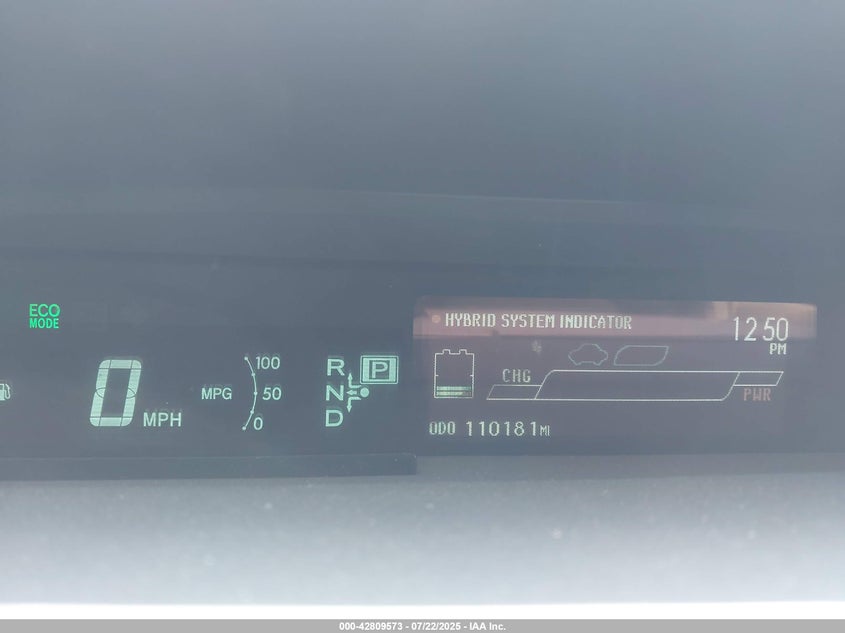 ECO
MODE
HYBRID SYSTEM INDICATOR
12 50
PM
0 MPH
MPG
100
50
0
R
N
D
P
CHG
PWR
ODO 110181 MI
000-42809573 - 07/22/2025 - IAA Inc.